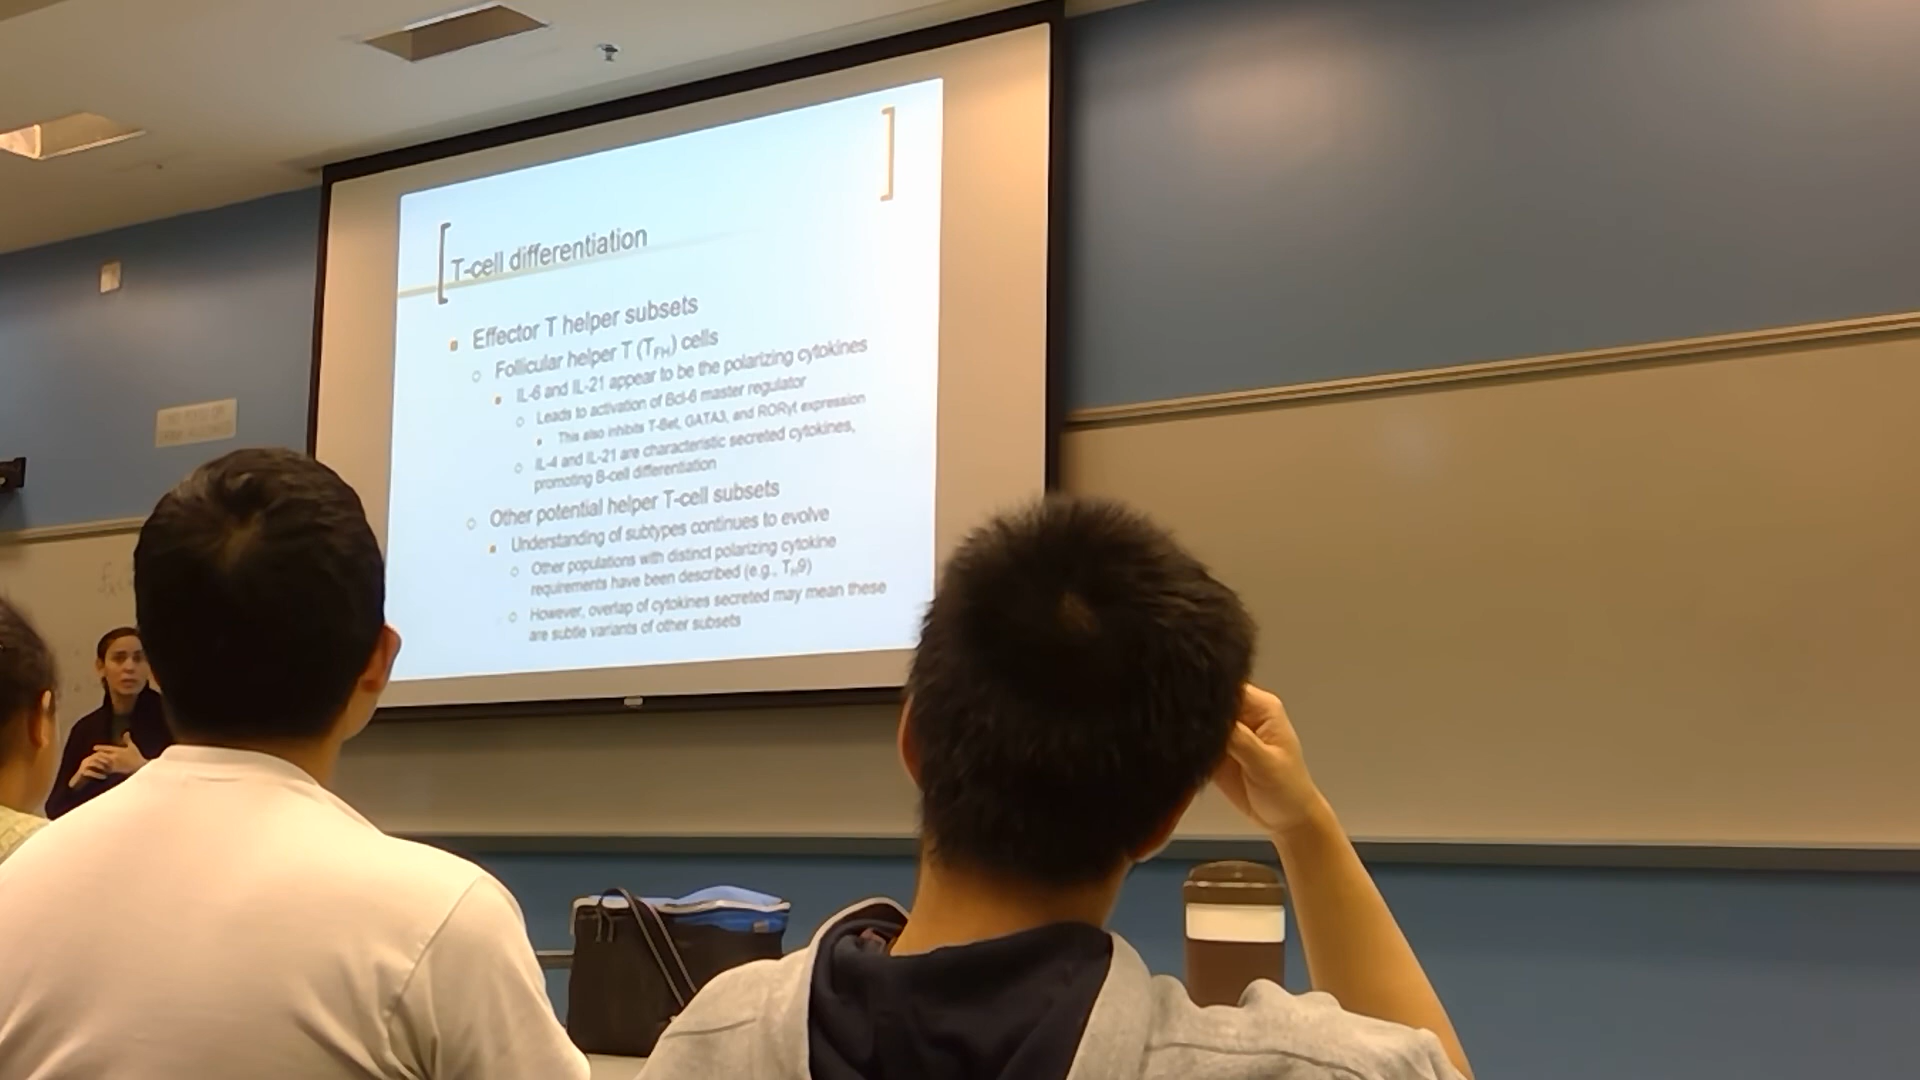 T-cell differentiation
Effector T helper subsets
Follicular helper T (TFH) cells
IL-6 and IL-21 appear to be the polarizing cytokines
Leads to activation of Bcl-6 master regulator
This also inhibits T-Bet, GATA3, and RORγt expression
IL-4 and IL-21 are characteristic secreted cytokines,
promoting B-cell differentiation
Other potential helper T-cell subsets
Understanding of subtypes continues to evolve
Other populations with distinct polarizing cytokine
requirements have been described (e.g., TH9)
However, overlap of cytokines secreted may mean these
are subtle variants of other subsets